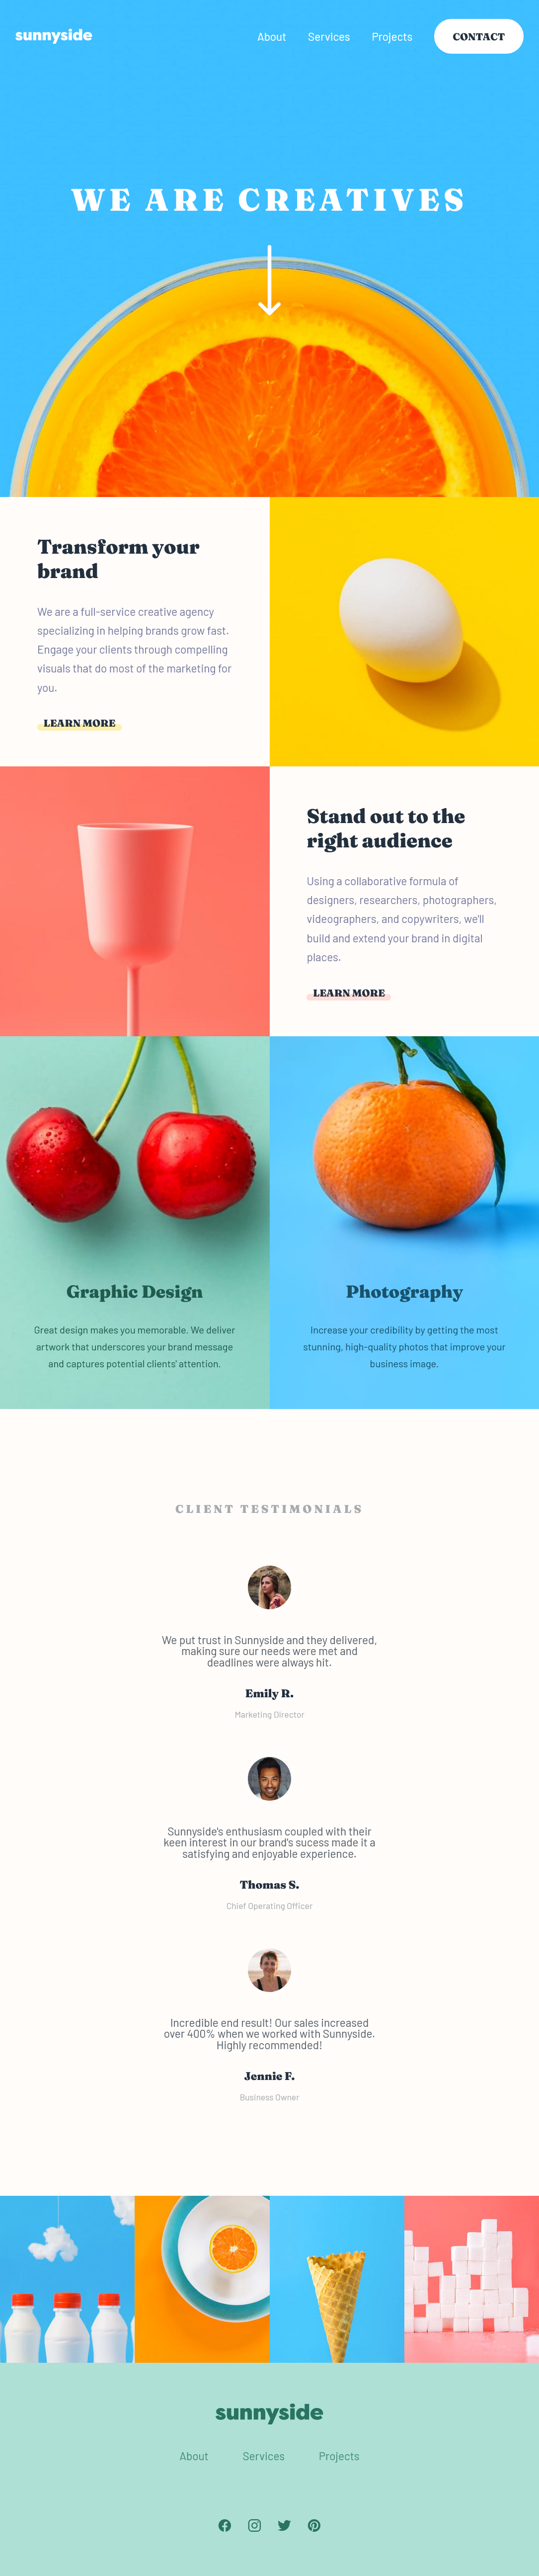 sunnyside
About Services Projects CONTACT
WE ARE CREATIVES
Transform your
brand
We are a full-service creative agency
specializing in helping brands grow fast.
Engage your clients through compelling
visuals that do most of the marketing for
you.
LEARN MORE
Stand out to the
right audience
Using a collaborative formula of
designers, researchers, photographers,
videographers, and copywriters, we'll
build and extend your brand in digital
places.
LEARN MORE
Graphic Design
Great design makes you memorable. We deliver
artwork that underscores your brand message
and captures potential clients' attention.
Photography
Increase your credibility by getting the most
stunning, high-quality photos that improve your
business image.
CLIENT TESTIMONIALS
We put trust in Sunnyside and they delivered,
making sure our needs were met and
deadlines were always hit.
Emily R.
Marketing Director
Sunnyside's enthusiasm coupled with their
keen interest in our brand's sucess made it a
satisfying and enjoyable experience.
Thomas S.
Chief Operating Officer
Incredible end result! Our sales increased
over 400% when we worked with Sunnyside.
Highly recommended!
Jennie F.
Business Owner
sunnyside
About Services Projects